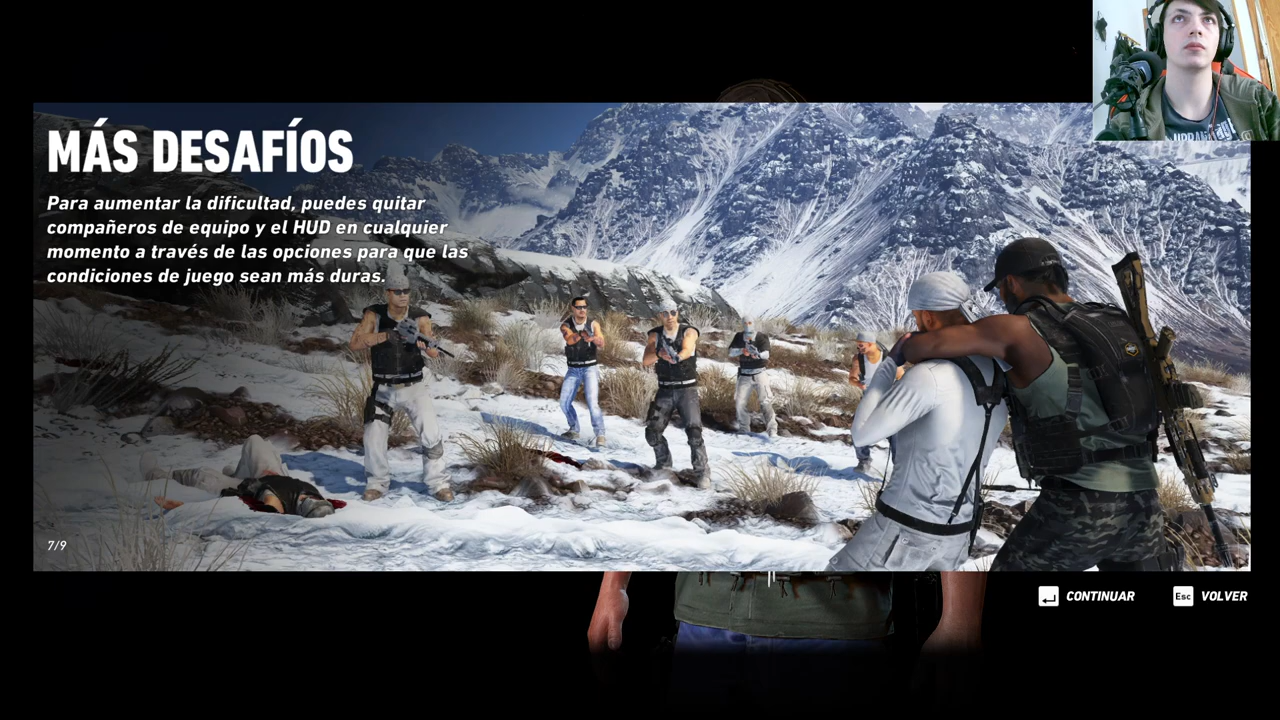 MÁS DESAFÍOS
Para aumentar la dificultad, puedes quitar
compañeros de equipo y el HUD en cualquier
momento a través de las opciones para que las
condiciones de juego sean más duras.
7/9
CONTINUAR
Esc VOLVER